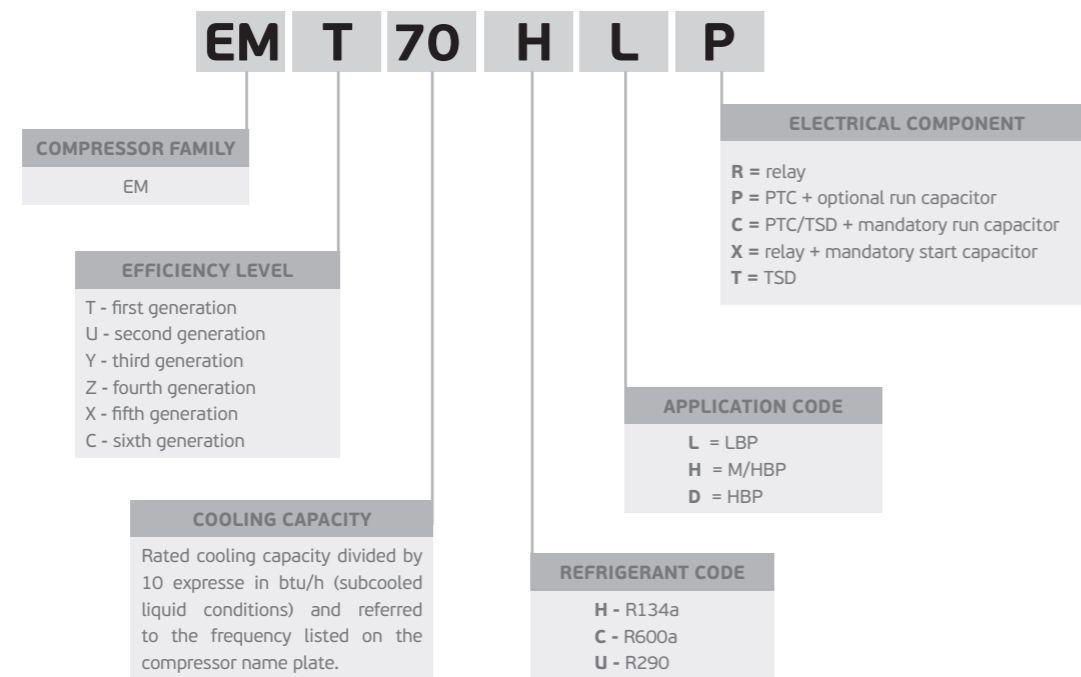 EM T 70 H L P
COMPRESSOR FAMILY
EM
EFFICIENCY LEVEL
T - first generation
U - second generation
Y - third generation
Z - fourth generation
X - fifth generation
C - sixth generation
COOLING CAPACITY
Rated cooling capacity divided by
10 expresse in btu/h (subcooled
liquid conditions) and referred
to the frequency listed on the
compressor name plate.
REFRIGERANT CODE
H - R134a
C - R600a
U - R290
APPLICATION CODE
L = LBP
H = M/HBP
D = HBP
ELECTRICAL COMPONENT
R = relay
P = PTC + optional run capacitor
C = PTC/TSD + mandatory run capacitor
X = relay + mandatory start capacitor
T = TSD